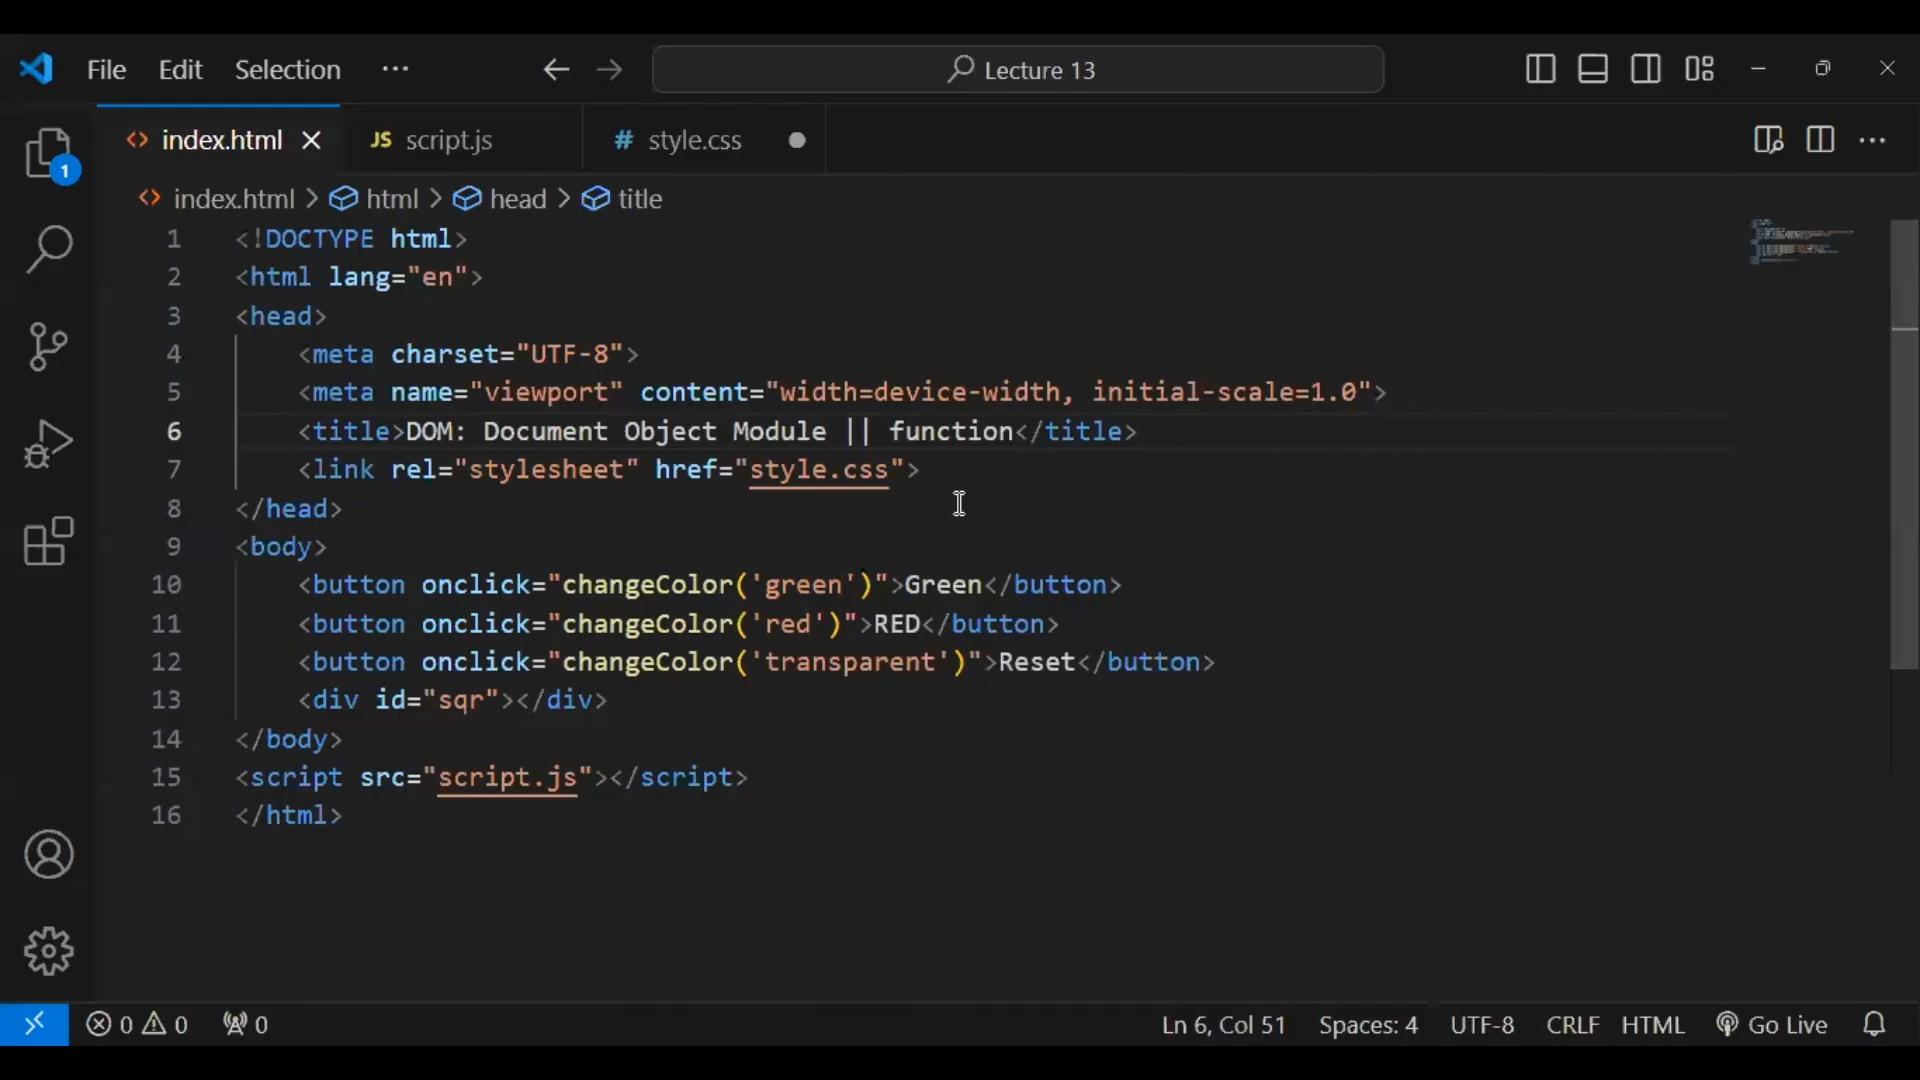 File Edit Selection ··· Lecture 13
index.html JS script.js # style.css
1
index.html > html > head > title
1 <!DOCTYPE html>
2 <html lang="en">
3 <head>
4 <meta charset="UTF-8">
5 <meta name="viewport" content="width=device-width, initial-scale=1.0">
6 <title>DOM: Document Object Module || function</title>
7 <link rel="stylesheet" href="style.css">
8 </head>
9 <body>
10 <button onclick="changeColor('green')">Green</button>
11 <button onclick="changeColor('red')">RED</button>
12 <button onclick="changeColor('transparent')">Reset</button>
13 <div id="sqr"></div>
14 </body>
15 <script src="script.js"></script>
16 </html>
0 0 0 Ln 6, Col 51 Spaces: 4 UTF-8 CRLF HTML Go Live